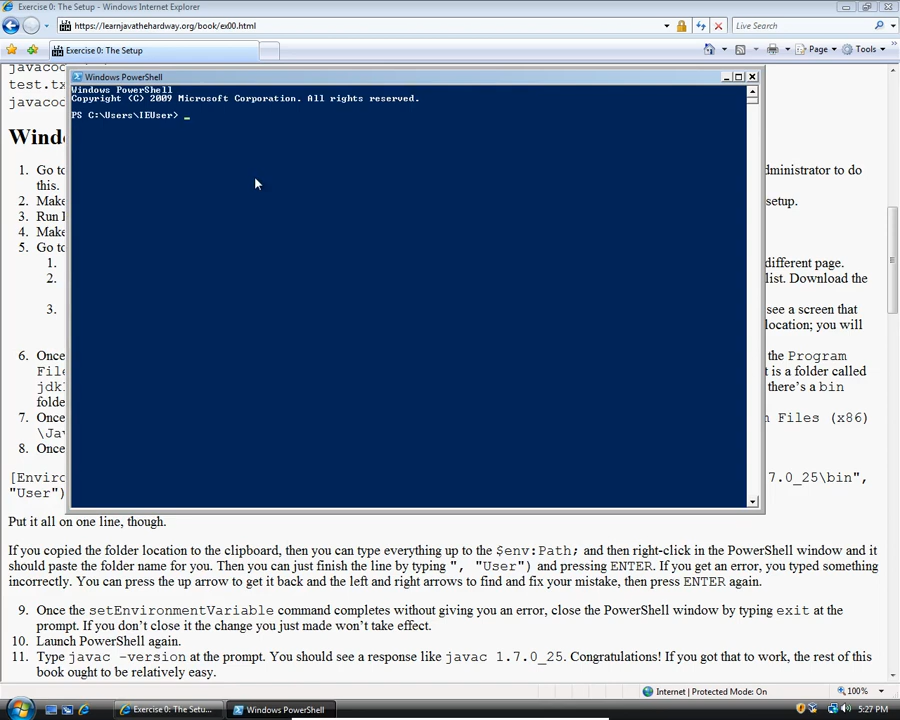 Exercise 0: The Setup - Windows Internet Explorer
https://learnjavathehardway.org/book/ex00.html
Live Search
Exercise 0: The Setup
Page
Tools
javacod
test.tx
javacod
Windows PowerShell
Windows PowerShell
Copyright (C) 2009 Microsoft Corporation. All rights reserved.
PS C:\Users\IEUser> _
Wind
1. Go to
dministrator to do
this.
2. Make
setup.
3. Run
4. Make
5. Go to
1.
different page.
2.
list. Download the
3.
see a screen that
location; you will
6. Once
the Program
File
t is a folder called
jdk
there's a bin
folde
7. Once
Files (x86)
\Jav
8. Once
[Enviro
7.0_25\bin",
"User")
Put it all on one line, though.
If you copied the folder location to the clipboard, then you can type everything up to the $env:Path; and then right-click in the PowerShell window and it
should paste the folder name for you. Then you can just finish the line by typing ", "User") and pressing ENTER. If you get an error, you typed something
incorrectly. You can press the up arrow to get it back and the left and right arrows to find and fix your mistake, then press ENTER again.
9. Once the setEnvironmentVariable command completes without giving you an error, close the PowerShell window by typing exit at the
prompt. If you don't close it the change you just made won't take effect.
10. Launch PowerShell again.
11. Type javac -version at the prompt. You should see a response like javac 1.7.0_25. Congratulations! If you got that to work, the rest of this
book ought to be relatively easy.
Internet | Protected Mode: On
100%
Exercise 0: The Setu...
Windows PowerShell
5:27 PM